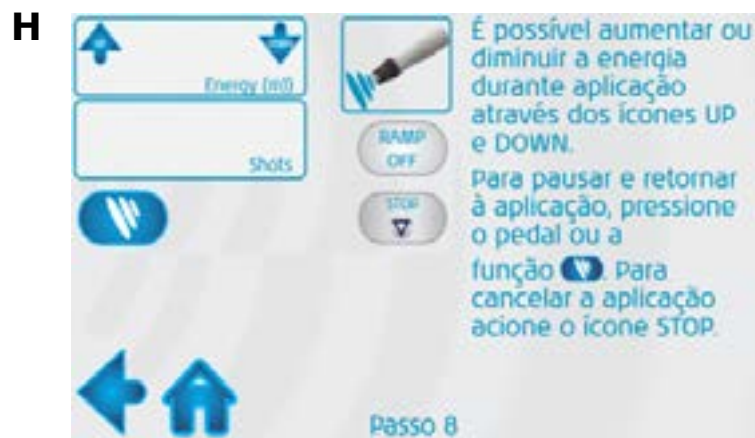 H
Energy (mJ)
Shots
RAMP
OFF
STOP
É possível aumentar ou
diminuir a energia
durante aplicação
através dos ícones UP
e DOWN.
Para pausar e retornar
à aplicação, pressione
o pedal ou a
função . Para
cancelar a aplicação
acione o ícone STOP.
Passo 8